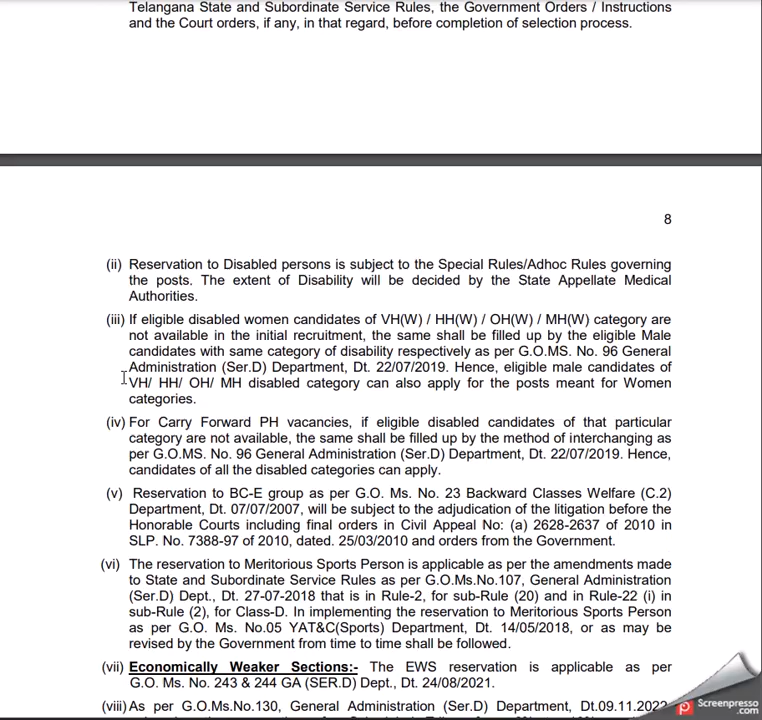 Telangana State and Subordinate Service Rules, the Government Orders / Instructions
and the Court orders, if any, in that regard, before completion of selection process.
8
(ii) Reservation to Disabled persons is subject to the Special Rules/Adhoc Rules governing
the posts. The extent of Disability will be decided by the State Appellate Medical
Authorities.
(iii) If eligible disabled women candidates of VH(W) / HH(W) / OH(W) / MH(W) category are
not available in the initial recruitment, the same shall be filled up by the eligible Male
candidates with same category of disability respectively as per G.O.MS. No. 96 General
Administration (Ser.D) Department, Dt. 22/07/2019. Hence, eligible male candidates of
VH/ HH/ OH/ MH disabled category can also apply for the posts meant for Women
categories.
(iv) For Carry Forward PH vacancies, if eligible disabled candidates of that particular
category are not available, the same shall be filled up by the method of interchanging as
per G.O.MS. No. 96 General Administration (Ser.D) Department, Dt. 22/07/2019. Hence,
candidates of all the disabled categories can apply.
(v) Reservation to BC-E group as per G.O. Ms. No. 23 Backward Classes Welfare (C.2)
Department, Dt. 07/07/2007, will be subject to the adjudication of the litigation before the
Honorable Courts including final orders in Civil Appeal No: (a) 2628-2637 of 2010 in
SLP. No. 7388-97 of 2010, dated. 25/03/2010 and orders from the Government.
(vi) The reservation to Meritorious Sports Person is applicable as per the amendments made
to State and Subordinate Service Rules as per G.O.Ms.No.107, General Administration
(Ser.D) Dept., Dt. 27-07-2018 that is in Rule-2, for sub-Rule (20) and in Rule-22 (i) in
sub-Rule (2), for Class-D. In implementing the reservation to Meritorious Sports Person
as per G.O. Ms. No.05 YAT&C(Sports) Department, Dt. 14/05/2018, or as may be
revised by the Government from time to time shall be followed.
(vii) Economically Weaker Sections:- The EWS reservation is applicable as per
G.O. Ms. No. 243 & 244 GA (SER.D) Dept., Dt. 24/08/2021.
(viii) As per G.O.Ms.No.130, General Administration (Ser.D) Department, Dt.09.11.2022
Screenpresso
.com